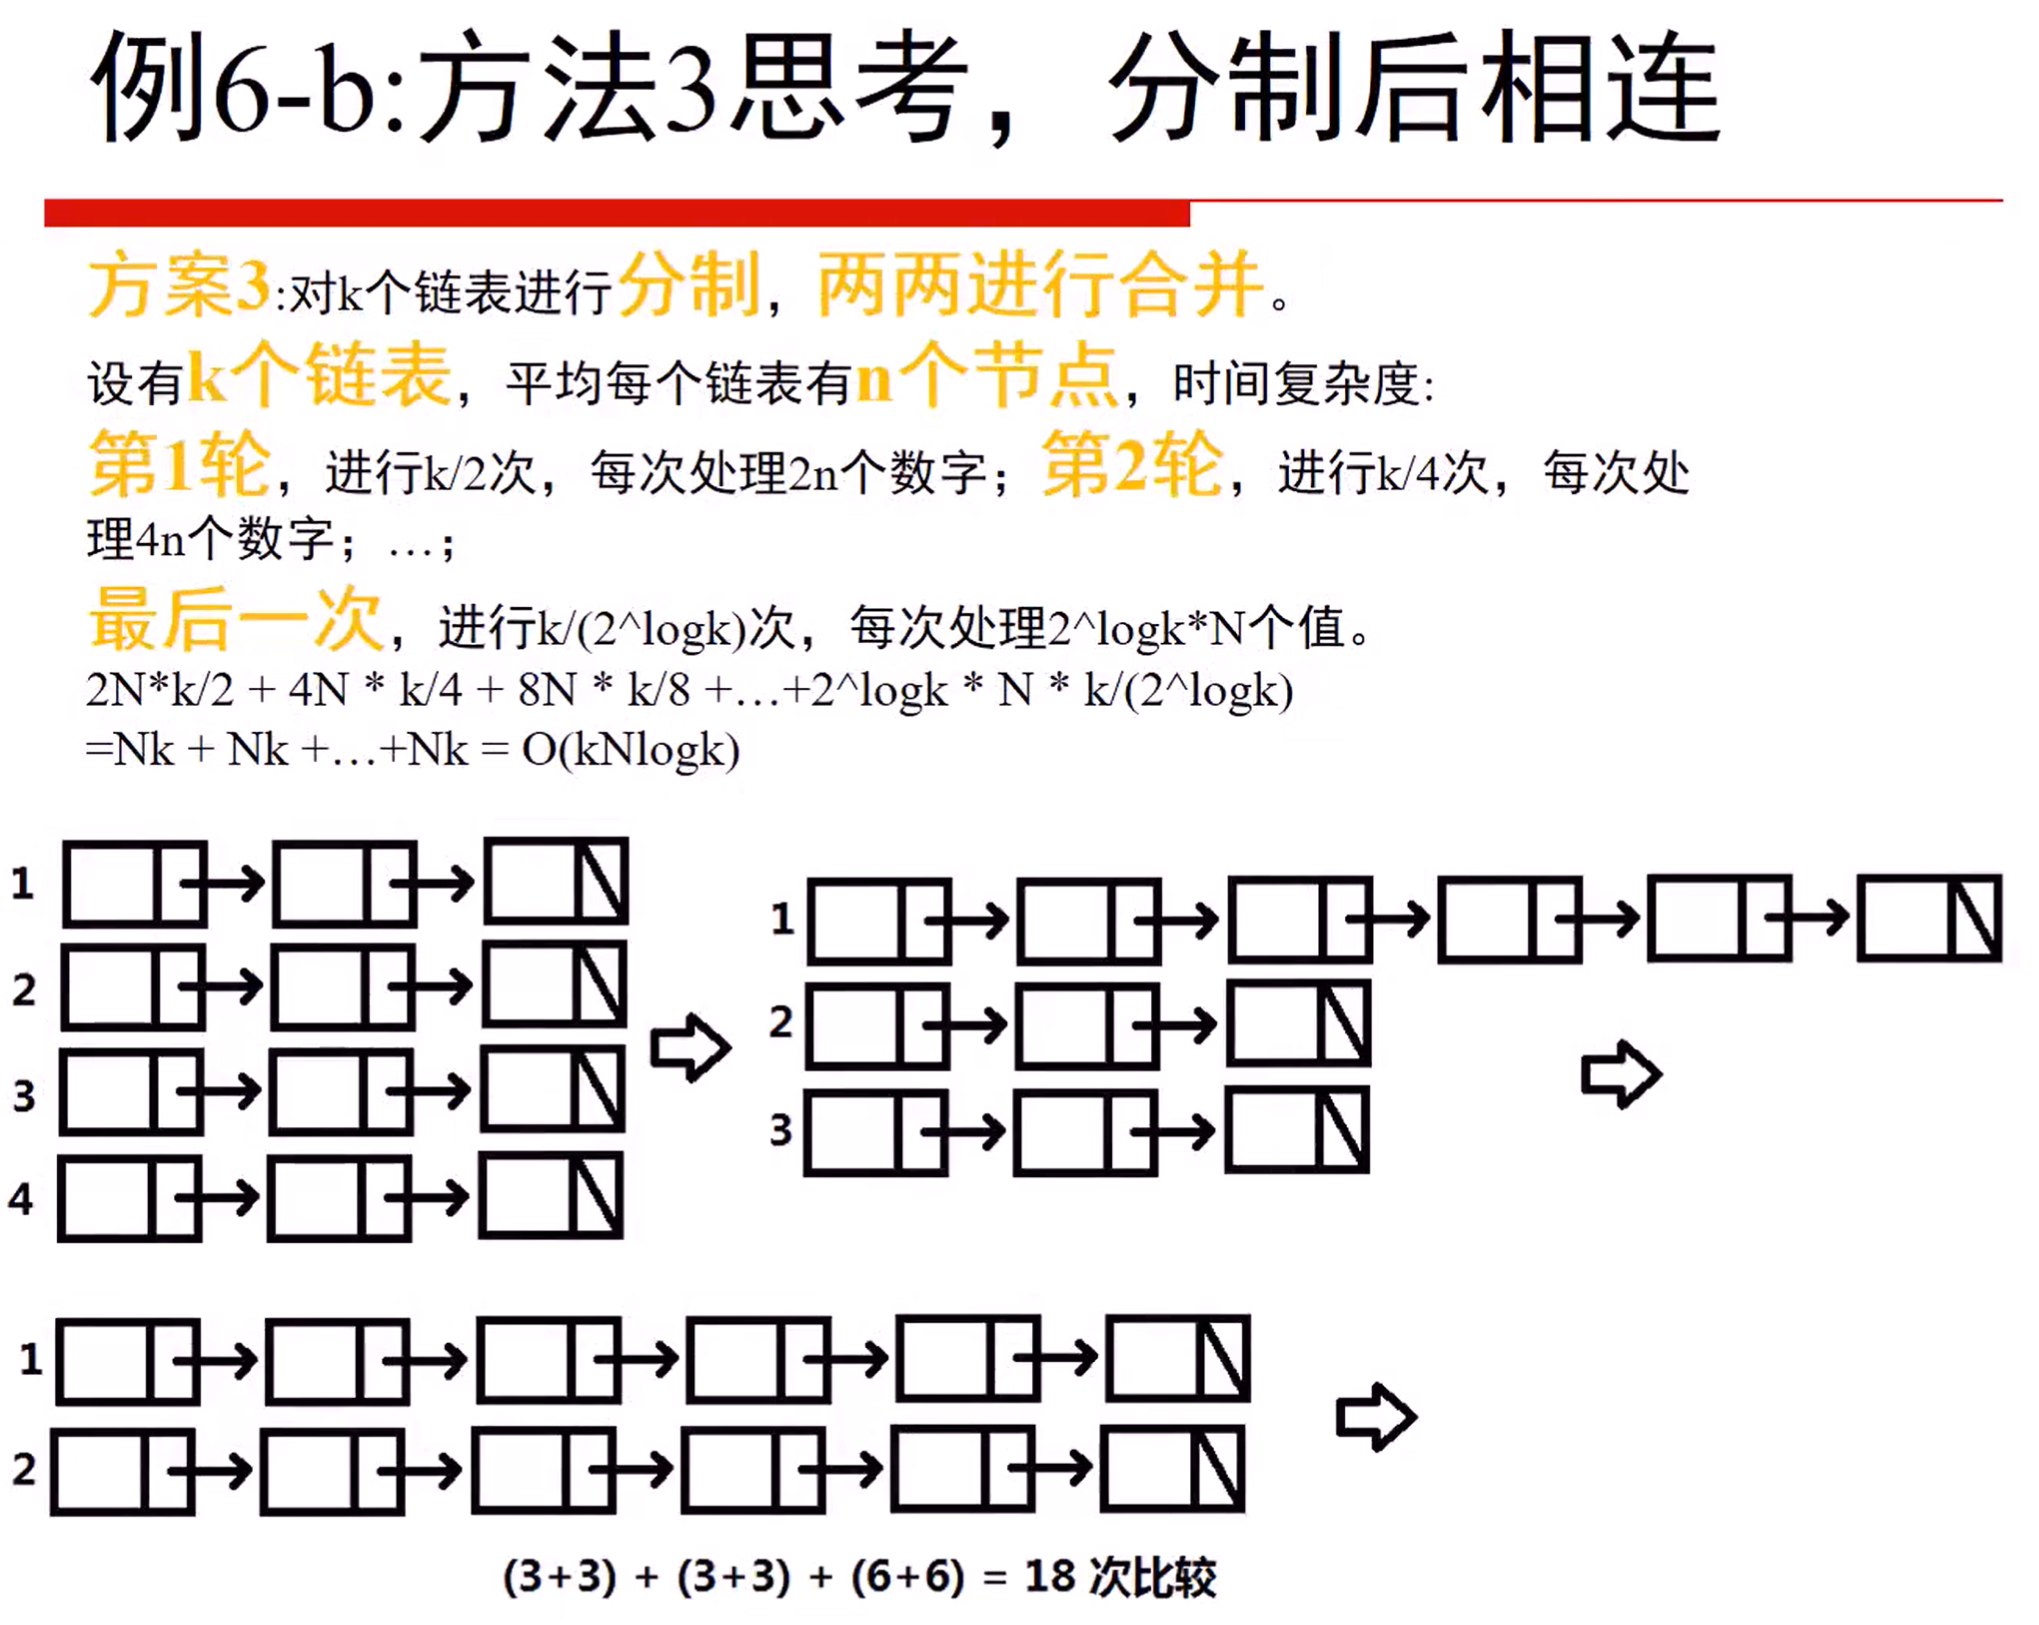 例6-b:方法3思考，分制后相连
方案3:对k个链表进行分制，两两进行合并。
设有k个链表，平均每个链表有n个节点，时间复杂度:
第1轮，进行k/2次，每次处理2n个数字；第2轮，进行k/4次，每次处
理4n个数字；…；
最后一次，进行k/(2^logk)次，每次处理2^logk*N个值。
2N*k/2 + 4N * k/4 + 8N * k/8 +…+2^logk * N * k/(2^logk)
=Nk + Nk +…+Nk = O(kNlogk)
1
2
3
4
1
2
3
1
2
(3+3) + (3+3) + (6+6) = 18 次比较